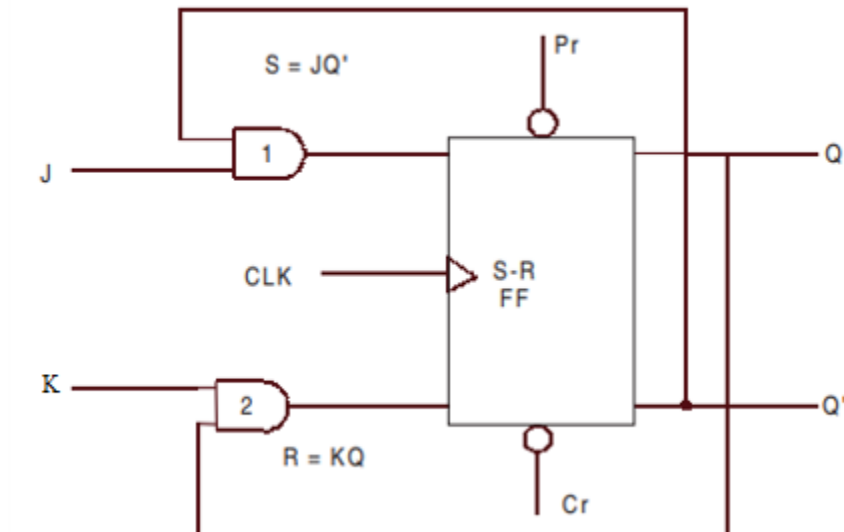 Pr
S = JQ'
1
Q
J
CLK
S-R
FF
K
2
Q'
R = KQ
Cr